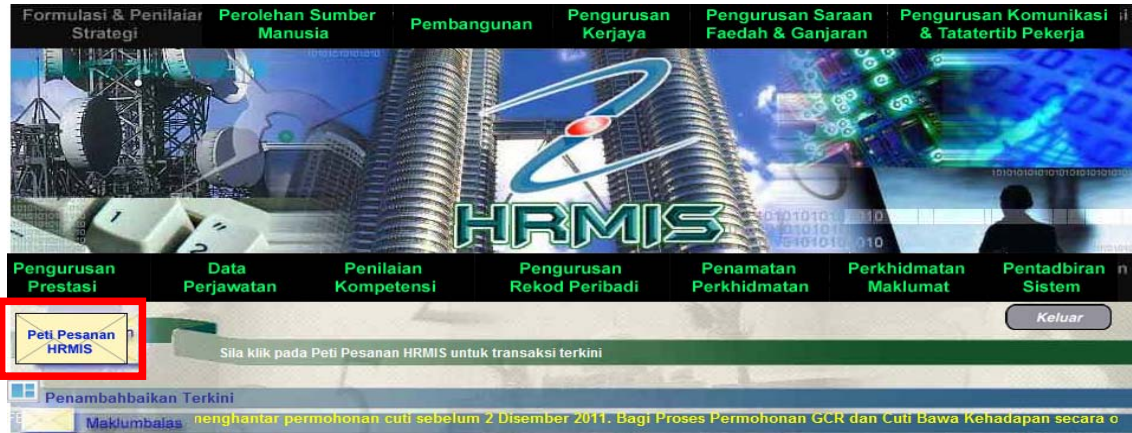 Formulasi & Penilaian
Strategi
Perolehan Sumber
Manusia
Pembangunan
Pengurusan
Kerjaya
Pengurusan Saraan
Faedah & Ganjaran
Pengurusan Komunikasi
& Tatatertib Pekerja
HRMIS
Pengurusan
Prestasi
Data
Perjawatan
Penilaian
Kompetensi
Pengurusan
Rekod Peribadi
Penamatan
Perkhidmatan
Perkhidmatan
Maklumat
Pentadbiran
Sistem
Peti Pesanan
HRMIS
Keluar
Sila klik pada Peti Pesanan HRMIS untuk transaksi terkini
Penambahbaikan Terkini
Maklumbalas
menghantar permohonan cuti sebelum 2 Disember 2011. Bagi Proses Permohonan GCR dan Cuti Bawa Kehadapan secara o